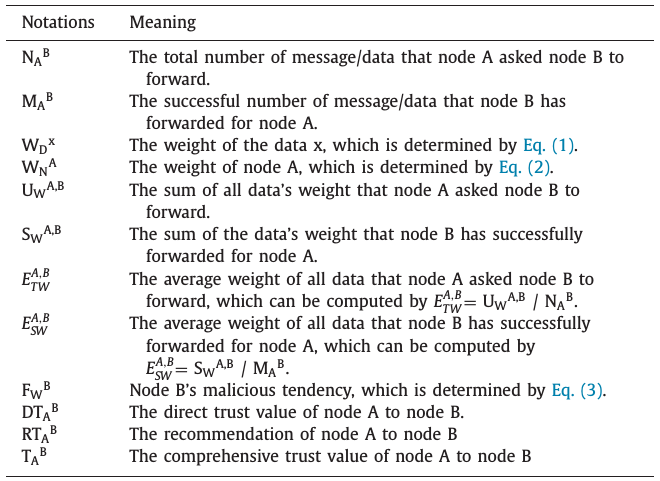 Notations Meaning
N_A^B The total number of message/data that node A asked node B to
forward.
M_A^B The successful number of message/data that node B has
forwarded for node A.
W_D^x The weight of the data x, which is determined by Eq. (1).
W_N^A The weight of node A, which is determined by Eq. (2).
U_W^{A,B} The sum of all data's weight that node A asked node B to
forward.
S_W^{A,B} The sum of the data's weight that node B has successfully
forwarded for node A.
E_{TW}^{A,B} The average weight of all data that node A asked node B to
forward, which can be computed by E_{TW}^{A,B}= U_W^{A,B} / N_A^B.
E_{SW}^{A,B} The average weight of all data that node B has successfully
forwarded for node A, which can be computed by
E_{SW}^{A,B}= S_W^{A,B} / M_A^B.
F_W^B Node B's malicious tendency, which is determined by Eq. (3).
DT_A^B The direct trust value of node A to node B.
RT_A^B The recommendation of node A to node B
T_A^B The comprehensive trust value of node A to node B